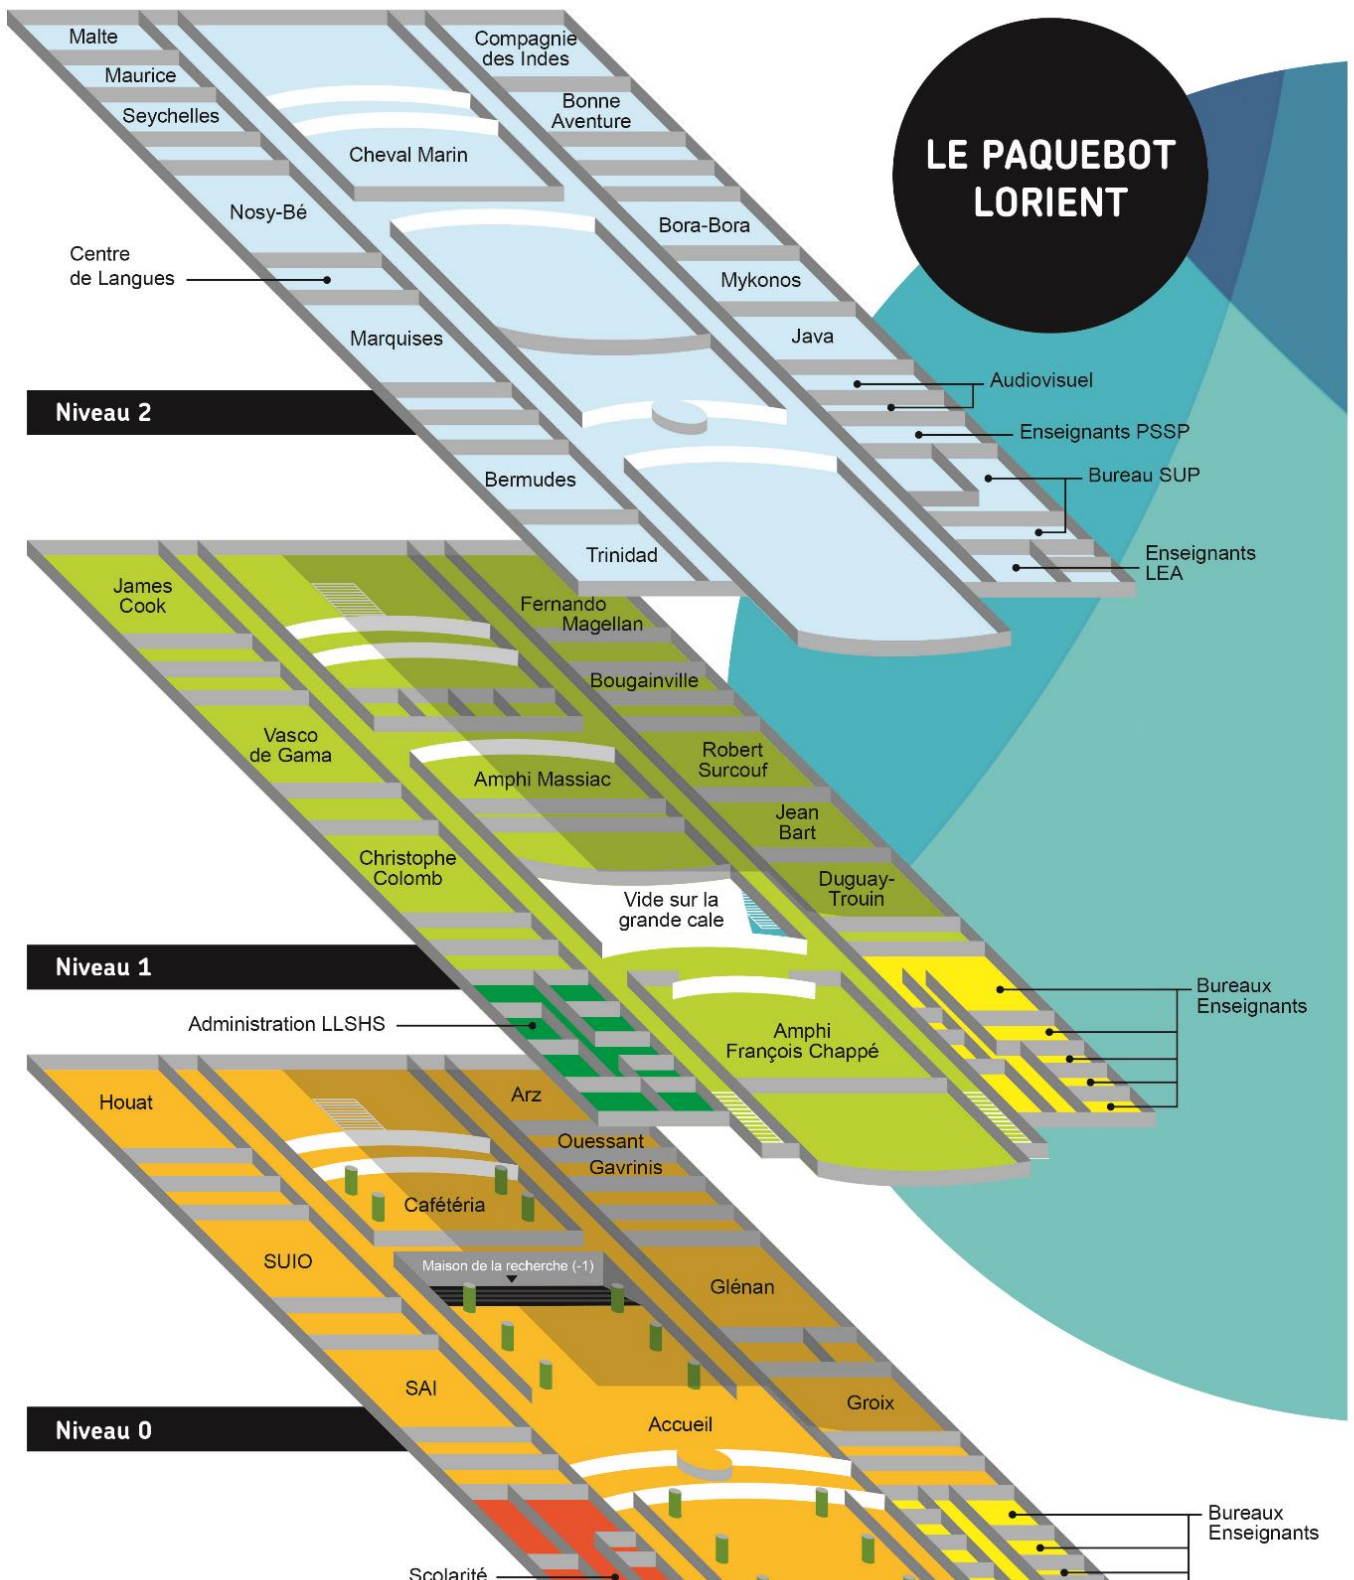 LE PAQUEBOT
LORIENT
Malte
Maurice
Seychelles
Nosy-Bé
Centre
de Langues
Marquises
Bermudes
Trinidad
Cheval Marin
Compagnie
des Indes
Bonne
Aventure
Bora-Bora
Mykonos
Java
Audiovisuel
Enseignants PSSP
Bureau SUP
Enseignants
LEA
Niveau 2
James
Cook
Vasco
de Gama
Christophe
Colomb
Administration LLSHS
Amphi Massiac
Vide sur la
grande cale
Amphi
François Chappé
Fernando
Magellan
Bougainville
Robert
Surcouf
Jean
Bart
Duguay-
Trouin
Bureaux
Enseignants
Niveau 1
Houat
SUIO
SAI
Cafétéria
Maison de la recherche (-1)
Accueil
Arz
Ouessant
Gavrinis
Glénan
Groix
Niveau 0
Bureaux
Enseignants
Scolarité